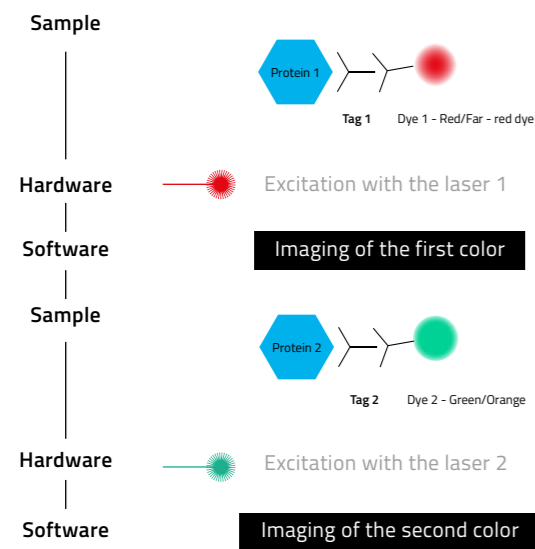 Sample
Protein 1
Tag 1 Dye 1 - Red/Far - red dye
Hardware Excitation with the laser 1
Software Imaging of the first color
Sample
Protein 2
Tag 2 Dye 2 - Green/Orange
Hardware Excitation with the laser 2
Software Imaging of the second color